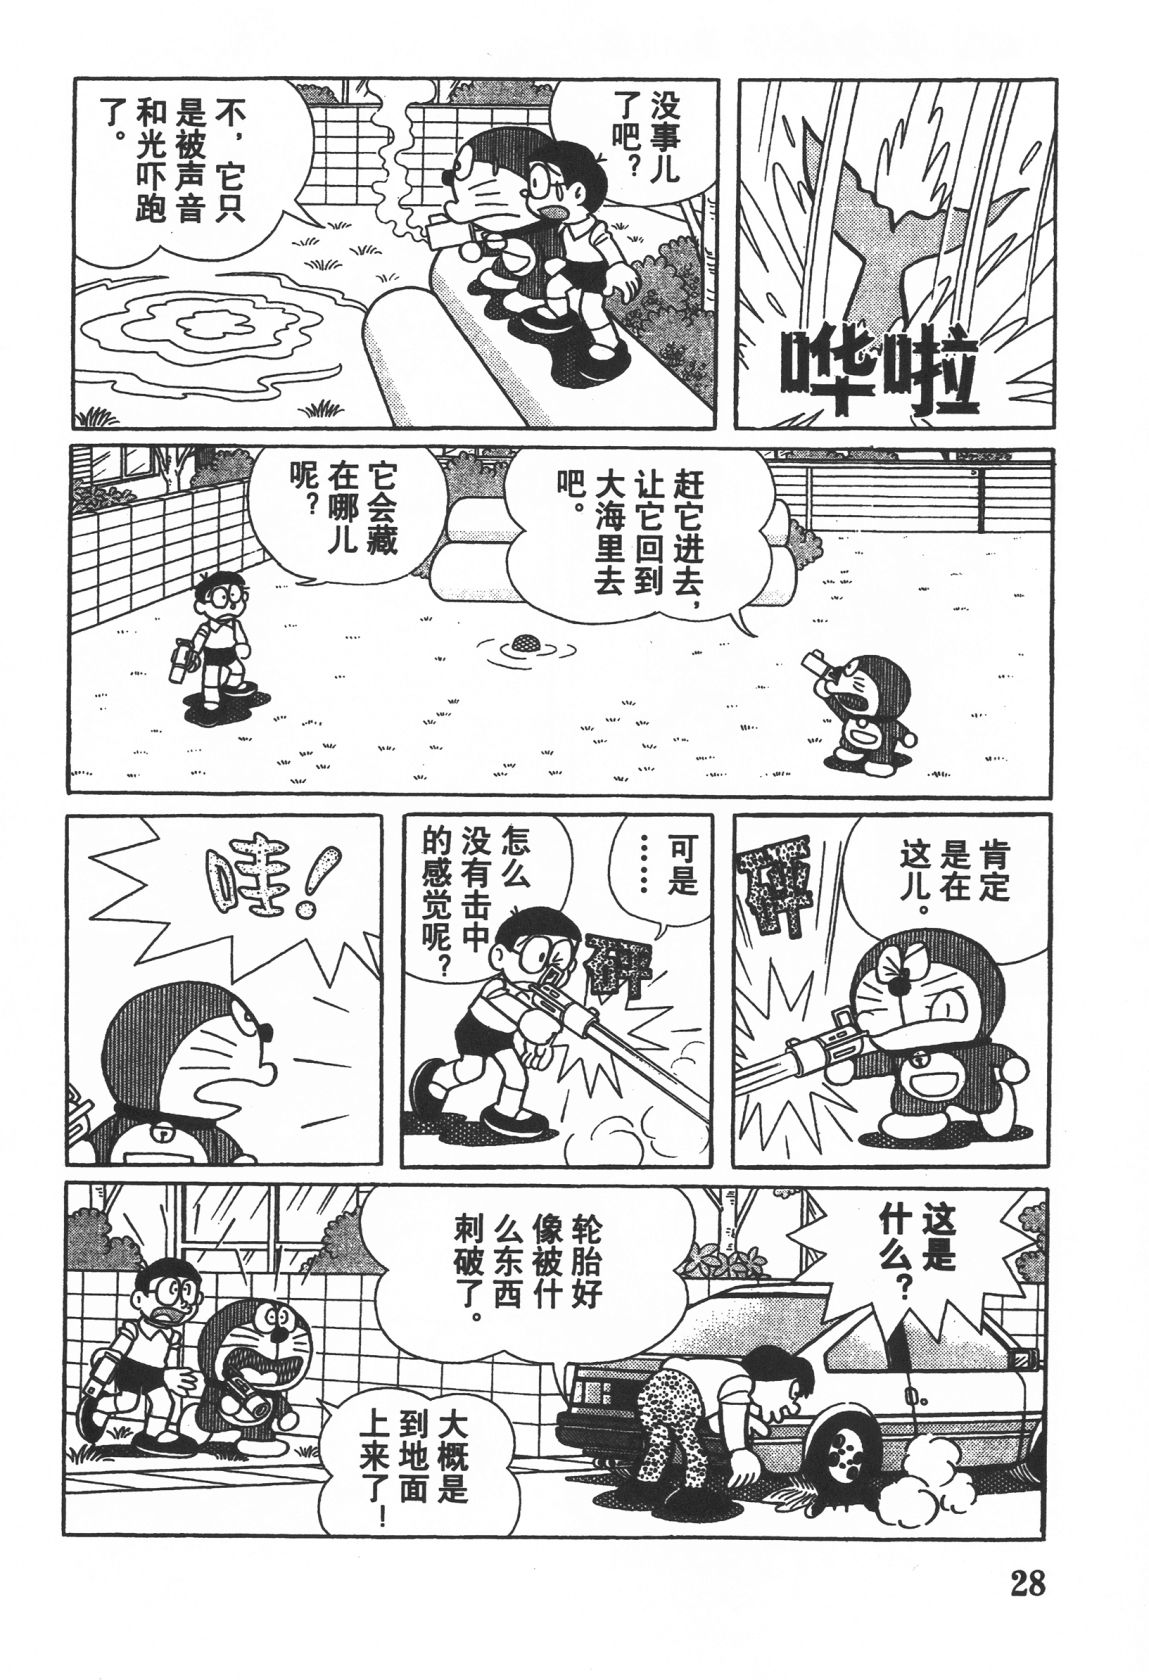 哗啦
没事儿
了吧？
不，它只
是被声音
和光吓跑
了。
赶它进去，
让它回到
大海里去
吧。
它会藏
在哪儿
呢？
肯定
是在
这儿。
砰
可是
……
砰
怎么
没有击中
的感觉呢？
哇！
这是
什么？
轮胎好
像被什
么东西
刺破了。
大概是
到地面
上来了！
28